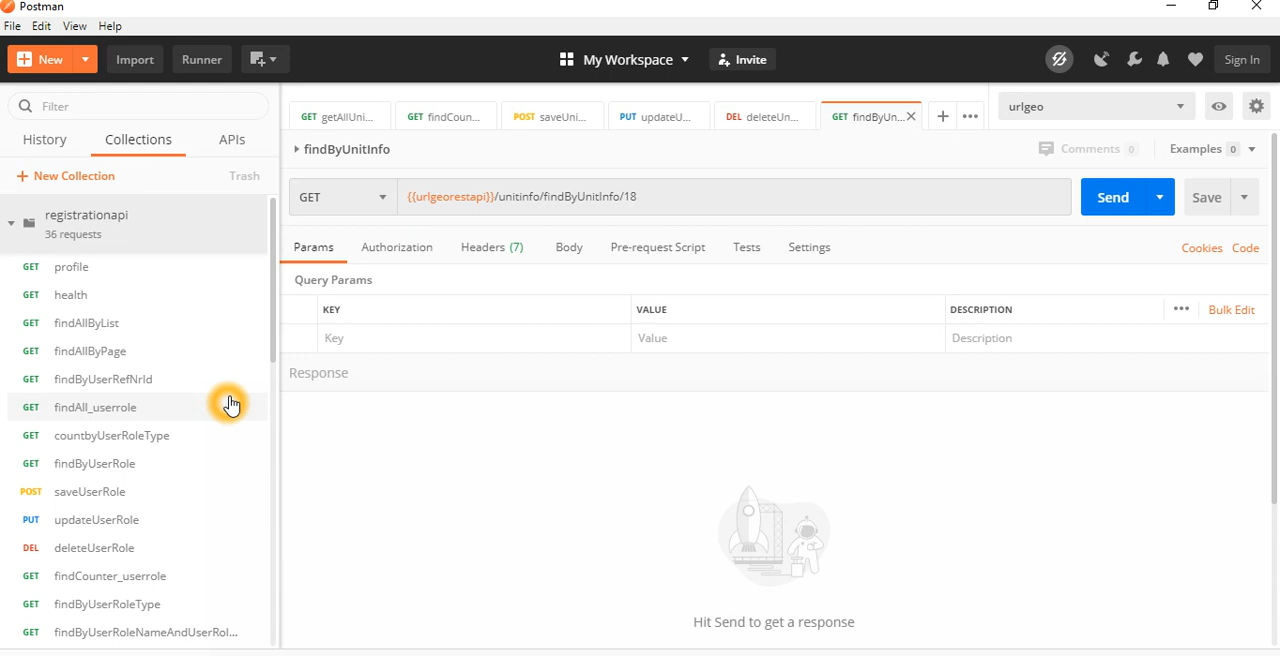 Postman
File Edit View Help
New Import Runner My Workspace Invite Sign In
Filter
GET getAllUni... GET findCoun... POST saveUni... PUT updateU... DEL deleteUn... GET findByUn... urlgeo
History Collections APIs
findByUnitInfo Comments 0 Examples 0
New Collection Trash
GET {{urlgeorestapi}}/unitinfo/findByUnitInfo/18 Send Save
registrationapi
36 requests
Params Authorization Headers (7) Body Pre-request Script Tests Settings Cookies Code
GET profile
Query Params
GET health
KEY VALUE DESCRIPTION Bulk Edit
GET findAllByList
Key Value Description
GET findAllByPage
Response
GET findByUserRefNrId
GET findAll_userrole
GET countbyUserRoleType
GET findByUserRole
POST saveUserRole
PUT updateUserRole
DEL deleteUserRole
GET findCounter_userrole
GET findByUserRoleType
Hit Send to get a response
GET findByUserRoleNameAndUserRol...